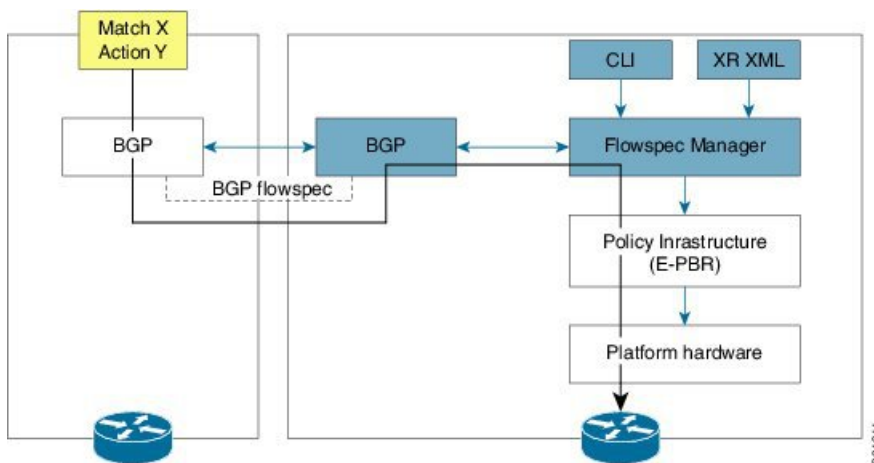 Match X
Action Y
CLI
XR XML
BGP
BGP
Flowspec Manager
BGP flowspec
Policy Inrastructure
(E-PBR)
Platform hardware